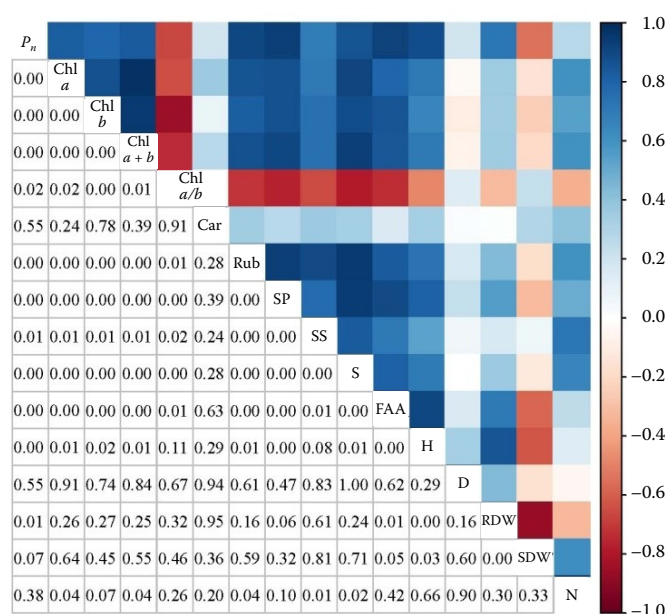 Pn 1.0
0.00 Chl a 0.8
0.00 0.00 Chl b
0.00 0.00 0.00 Chl a + b 0.6
0.02 0.02 0.00 0.01 Chl a/b 0.4
0.55 0.24 0.78 0.39 0.91 Car
0.00 0.00 0.00 0.00 0.01 0.28 Rub 0.2
0.00 0.00 0.00 0.00 0.00 0.39 0.00 SP 0.0
0.01 0.01 0.01 0.01 0.02 0.24 0.00 0.00 SS
0.00 0.00 0.00 0.00 0.00 0.28 0.00 0.00 0.00 S −0.2
0.00 0.00 0.00 0.00 0.01 0.63 0.00 0.00 0.01 0.00 FAA
0.00 0.01 0.02 0.01 0.11 0.29 0.01 0.00 0.08 0.01 0.00 H −0.4
0.55 0.91 0.74 0.84 0.67 0.94 0.61 0.47 0.83 1.00 0.62 0.29 D −0.6
0.01 0.26 0.27 0.25 0.32 0.95 0.16 0.06 0.61 0.24 0.01 0.00 0.16 RDW
0.07 0.64 0.45 0.55 0.46 0.36 0.59 0.32 0.81 0.71 0.05 0.03 0.60 0.00 SDW −0.8
0.38 0.04 0.07 0.04 0.26 0.20 0.04 0.10 0.01 0.02 0.42 0.66 0.90 0.30 0.33 N −1.0